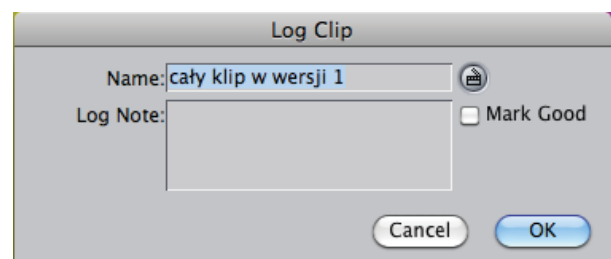 Log Clip
Name: cały klip w wersji 1
Log Note:
Mark Good
Cancel OK